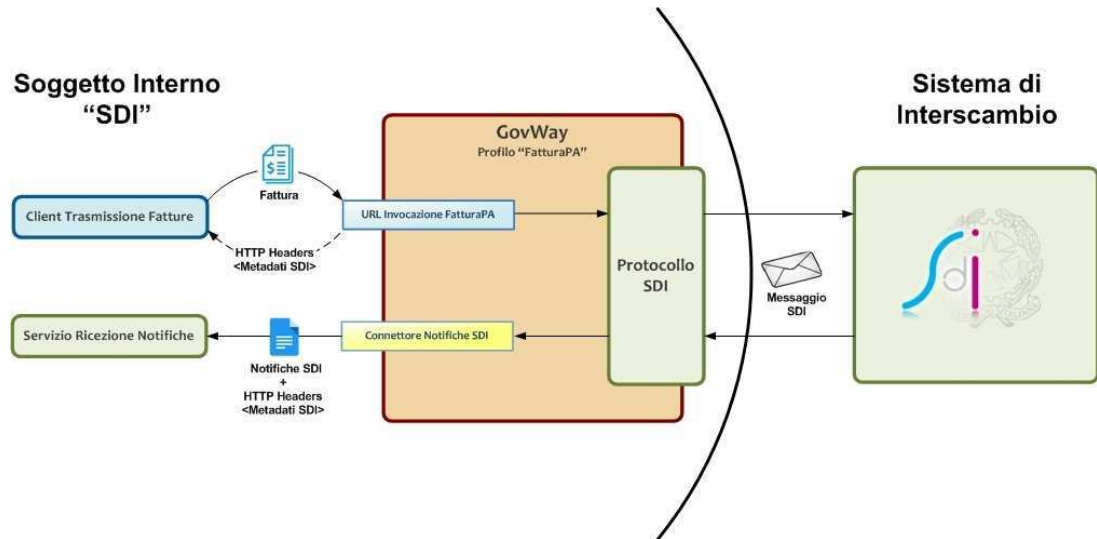 Soggetto Interno
“SDI”
Sistema di
Interscambio
GovWay
Profilo “FatturaPA”
Fattura
Client Trasmissione Fatture
URL Invocazione FatturaPA
HTTP Headers
<Metadati SDI>
Protocollo
SDI
Messaggio
SDI
Sdi
Servizio Ricezione Notifiche
Connettore Notifiche SDI
Notifiche SDI
+
HTTP Headers
<Metadati SDI>